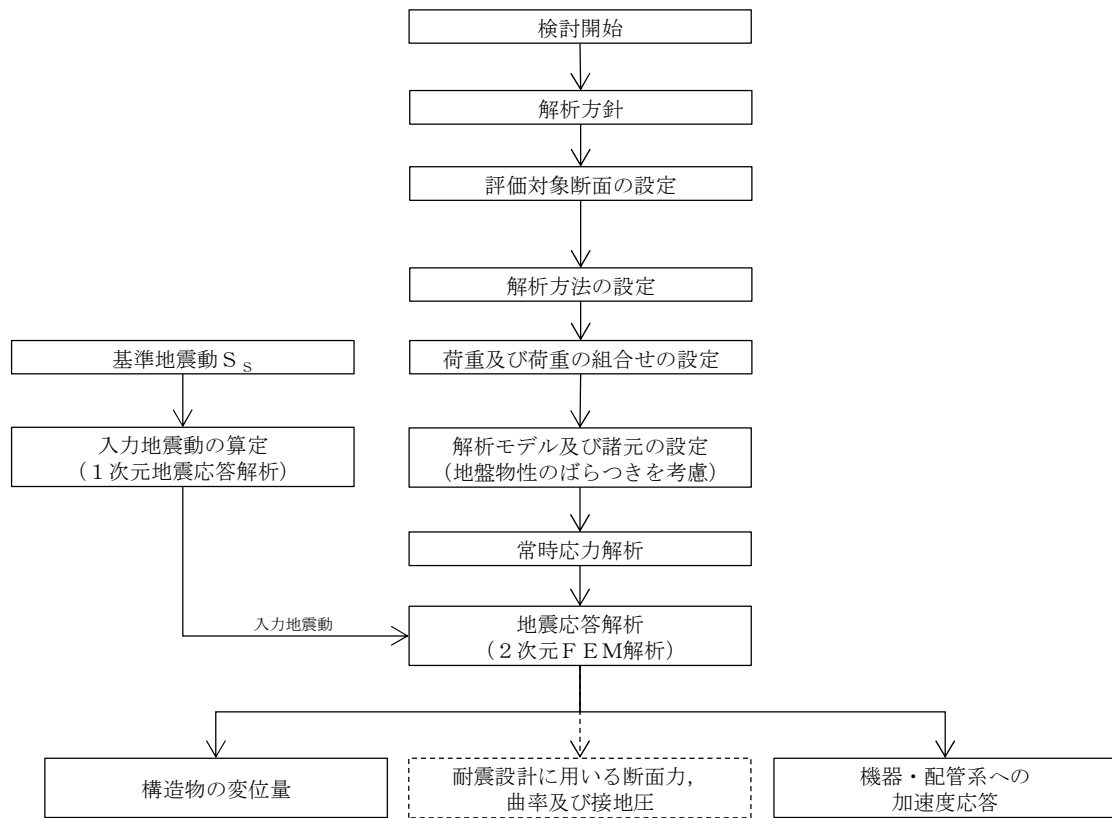 検討開始
解析方針
評価対象断面の設定
解析方法の設定
基準地震動Ｓｓ
荷重及び荷重の組合せの設定
入力地震動の算定
（１次元地震応答解析）
解析モデル及び諸元の設定
（地盤物性のばらつきを考慮）
常時応力解析
入力地震動
地震応答解析
（２次元ＦＥＭ解析）
構造物の変位量
耐震設計に用いる断面力，
曲率及び接地圧
機器・配管系への
加速度応答